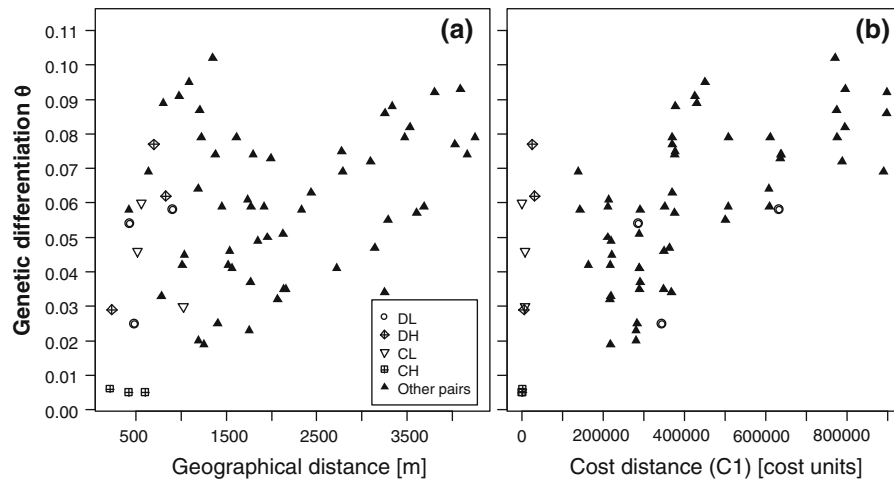 (a)
(b)
Genetic differentiation θ
0.11
0.10
0.09
0.08
0.07
0.06
0.05
0.04
0.03
0.02
0.01
0.00
DL
DH
CL
CH
Other pairs
500 1500 2500 3500
Geographical distance [m]
0 200000 400000 600000 800000
Cost distance (C1) [cost units]